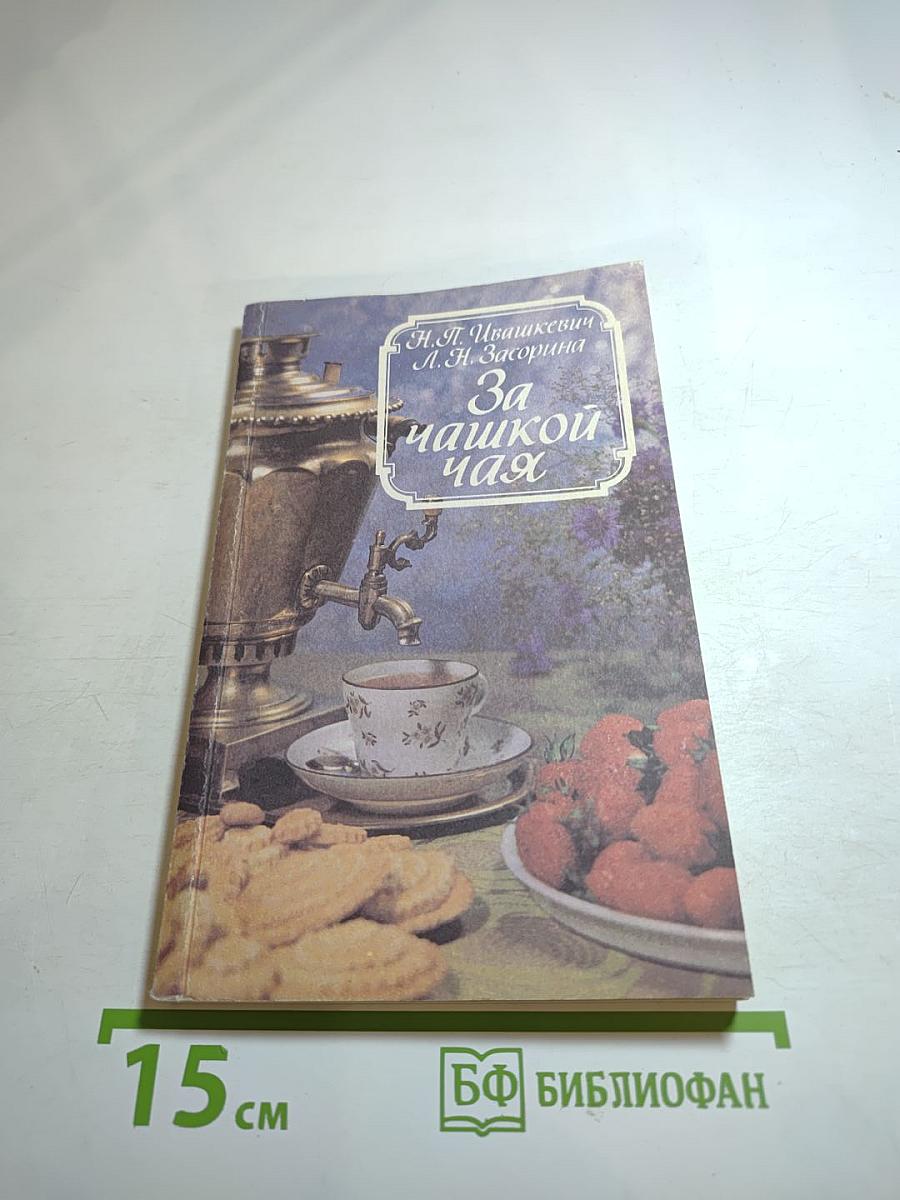 Н.П. Ивашкевич
Л.Н. Засорина
За
чашкой
чая
15 см
БФ БИБЛИОФАН